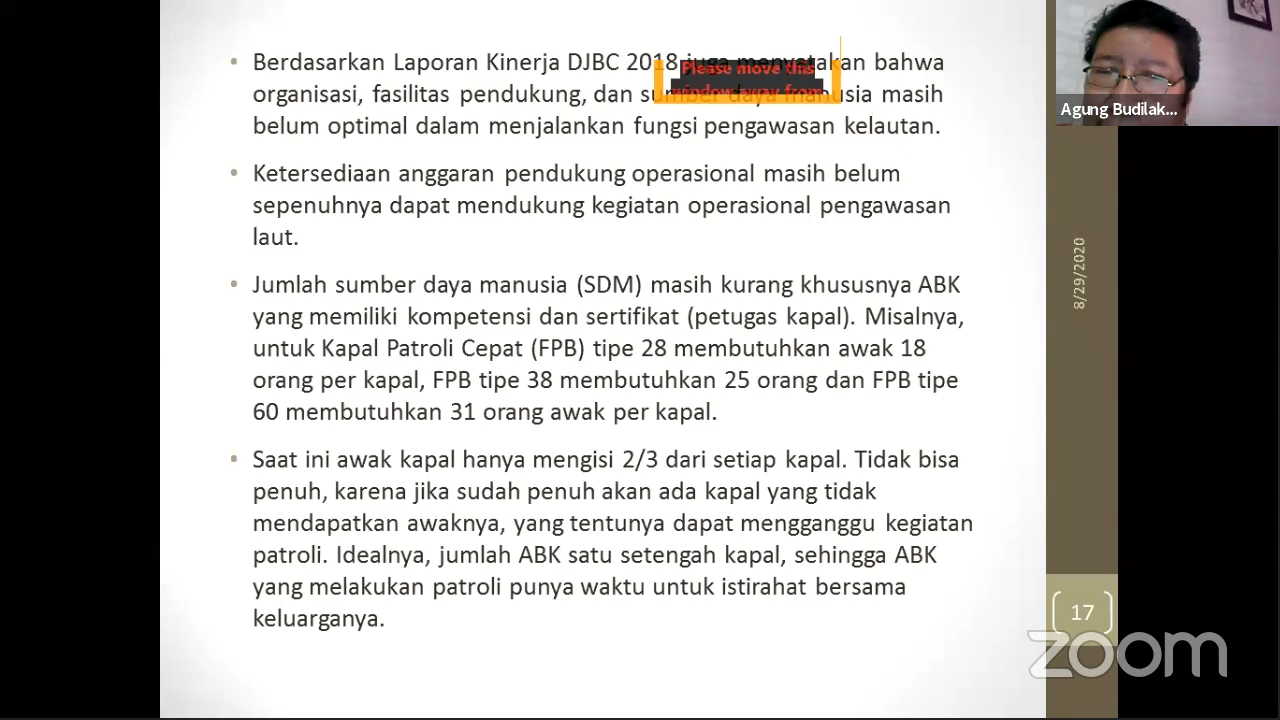 Berdasarkan Laporan Kinerja DJBC 2018 juga menyatakan bahwa
organisasi, fasilitas pendukung, dan sumber daya manusia masih
belum optimal dalam menjalankan fungsi pengawasan kelautan.
Please move this
window away from
Ketersediaan anggaran pendukung operasional masih belum
sepenuhnya dapat mendukung kegiatan operasional pengawasan
laut.
Jumlah sumber daya manusia (SDM) masih kurang khususnya ABK
yang memiliki kompetensi dan sertifikat (petugas kapal). Misalnya,
untuk Kapal Patroli Cepat (FPB) tipe 28 membutuhkan awak 18
orang per kapal, FPB tipe 38 membutuhkan 25 orang dan FPB tipe
60 membutuhkan 31 orang awak per kapal.
Saat ini awak kapal hanya mengisi 2/3 dari setiap kapal. Tidak bisa
penuh, karena jika sudah penuh akan ada kapal yang tidak
mendapatkan awaknya, yang tentunya dapat mengganggu kegiatan
patroli. Idealnya, jumlah ABK satu setengah kapal, sehingga ABK
yang melakukan patroli punya waktu untuk istirahat bersama
keluarganya.
Agung Budilak...
8/29/2020
17
zoom